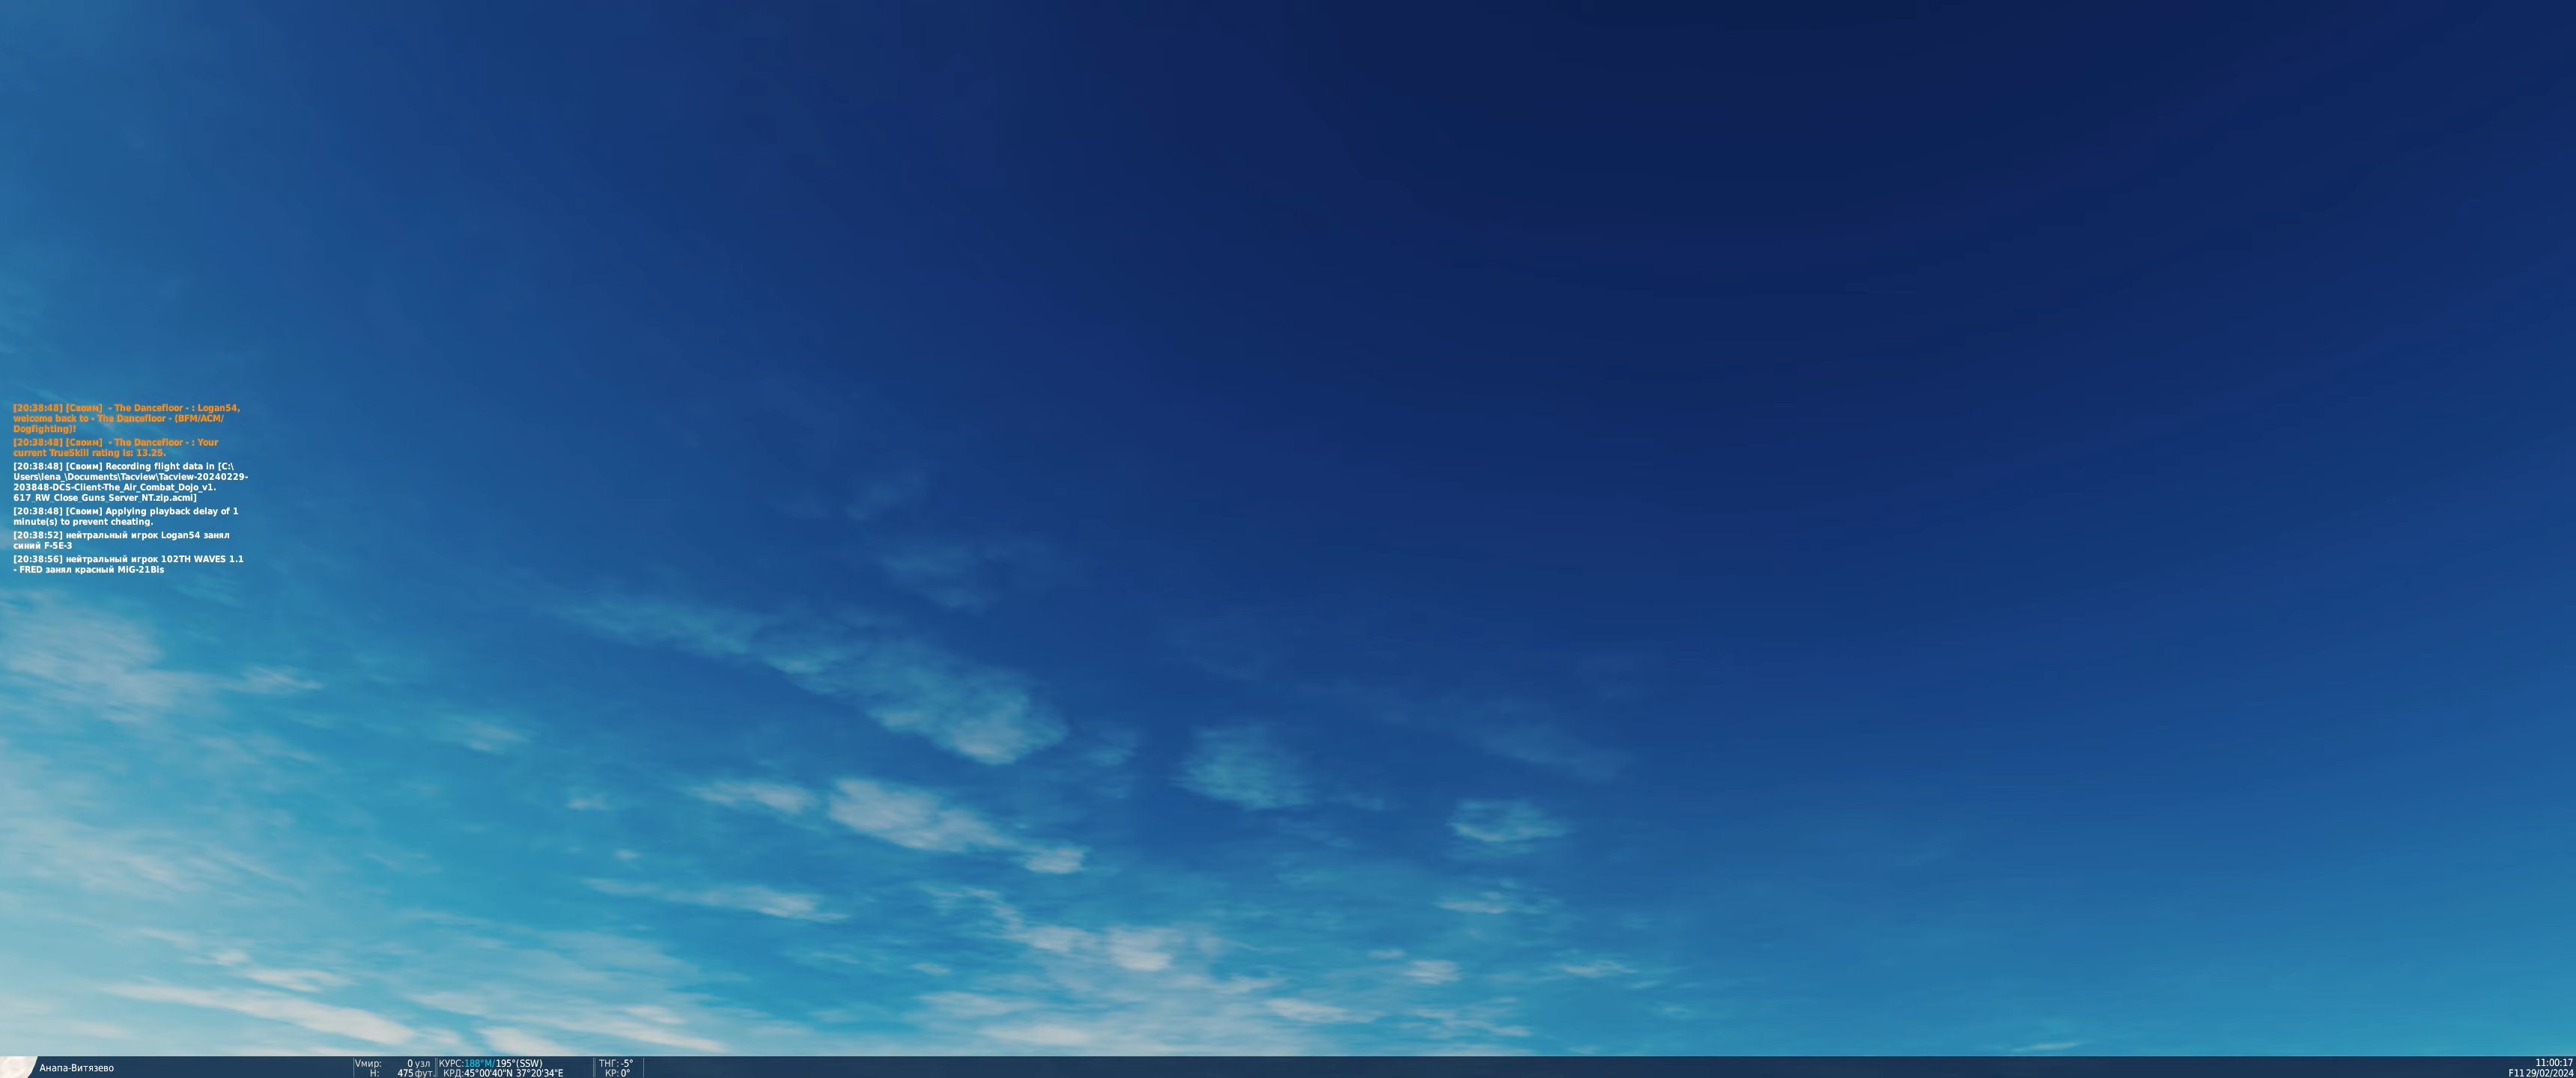 [20:38:48] [Своим]  - The Dancefloor - : Logan54,
welcome back to - The Dancefloor - (BFM/ACM/
Dogfighting)!
[20:38:48] [Своим]  - The Dancefloor - : Your
current TrueSkill rating is: 13.25.
[20:38:48] [Своим] Recording flight data in [C:\
Users\lena_\Documents\Tacview\Tacview-20240229-
203848-DCS-Client-The_Air_Combat_Dojo_v1.
617_RW_Close_Guns_Server_NT.zip.acmi]
[20:38:48] [Своим] Applying playback delay of 1
minute(s) to prevent cheating.
[20:38:52] нейтральный игрок Logan54 занял
синий F-5E-3
[20:38:56] нейтральный игрок 102TH WAVES 1.1
- FRED занял красный MiG-21Bis
Анапа-Витязево
Vмир: 0 узл КУРС:188°M/195°(SSW) ТНГ: -5°
H: 475 фут. КРД:45°00'40"N 37°20'34"E КР: 0°
11:00:17
F11 29/02/2024